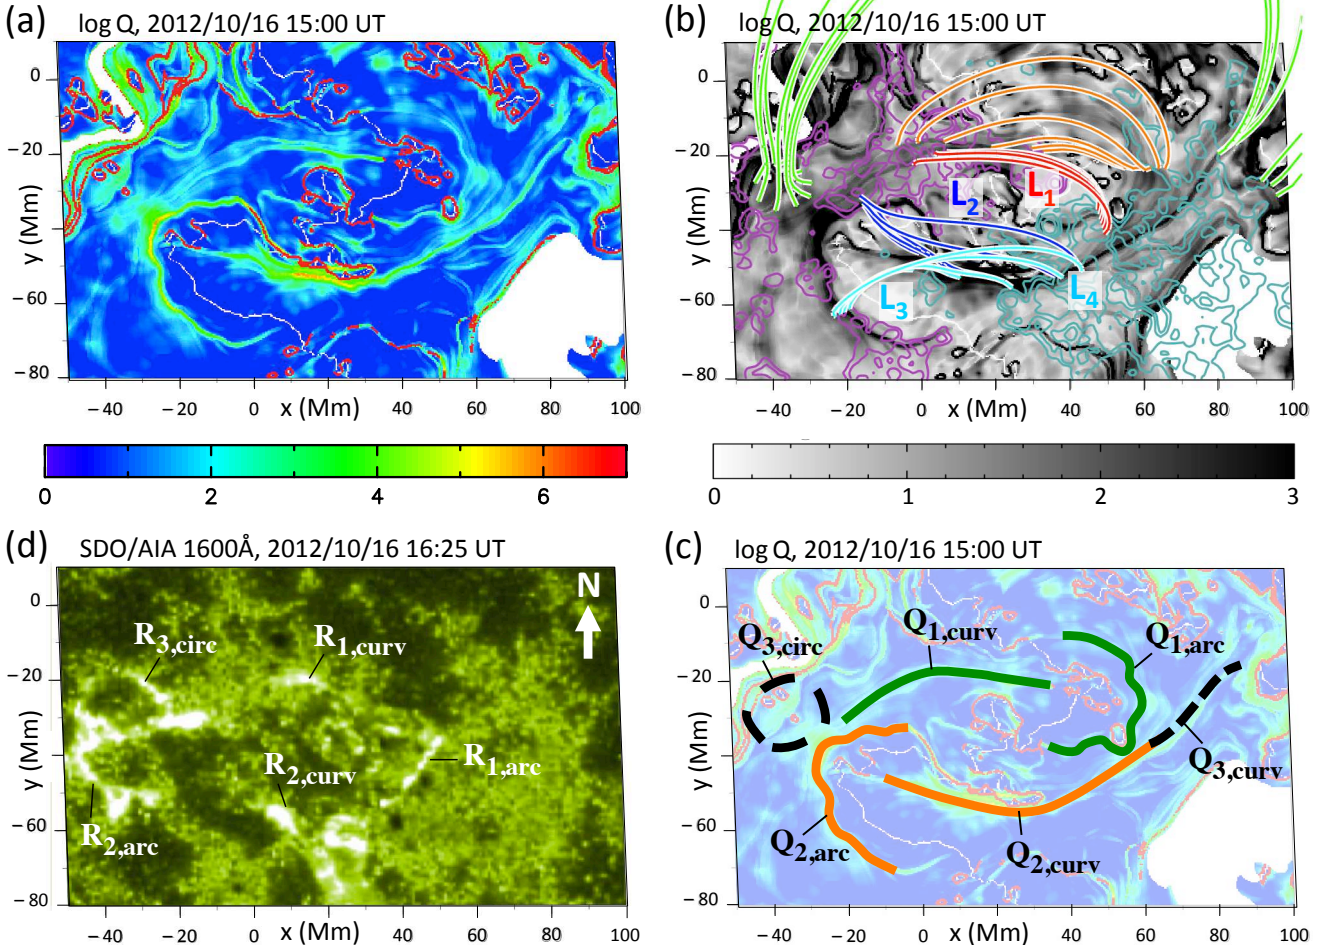 (a) log Q, 2012/10/16 15:00 UT
0
−20
−40
−60
−80
y (Mm)
−40 −20 0 x (Mm) 40 60 80 100
0 2 4 6
(b) log Q, 2012/10/16 15:00 UT
0
−20
−40
−60
−80
y (Mm)
L2 L1
L3 L4
−40 −20 0 x (Mm) 40 60 80 100
0 1 2 3
(d) SDO/AIA 1600Å, 2012/10/16 16:25 UT
N
0
−20
−40
−60
−80
y (Mm)
R3,circ R1,curv
R2,curv R1,arc
R2,arc
−40 −20 0 x (Mm) 40 60 80 100
(c) log Q, 2012/10/16 15:00 UT
0
−20
−40
−60
−80
y (Mm)
Q3,circ Q1,curv Q1,arc
Q3,curv
Q2,arc Q2,curv
−40 −20 0 x (Mm) 40 60 80 100